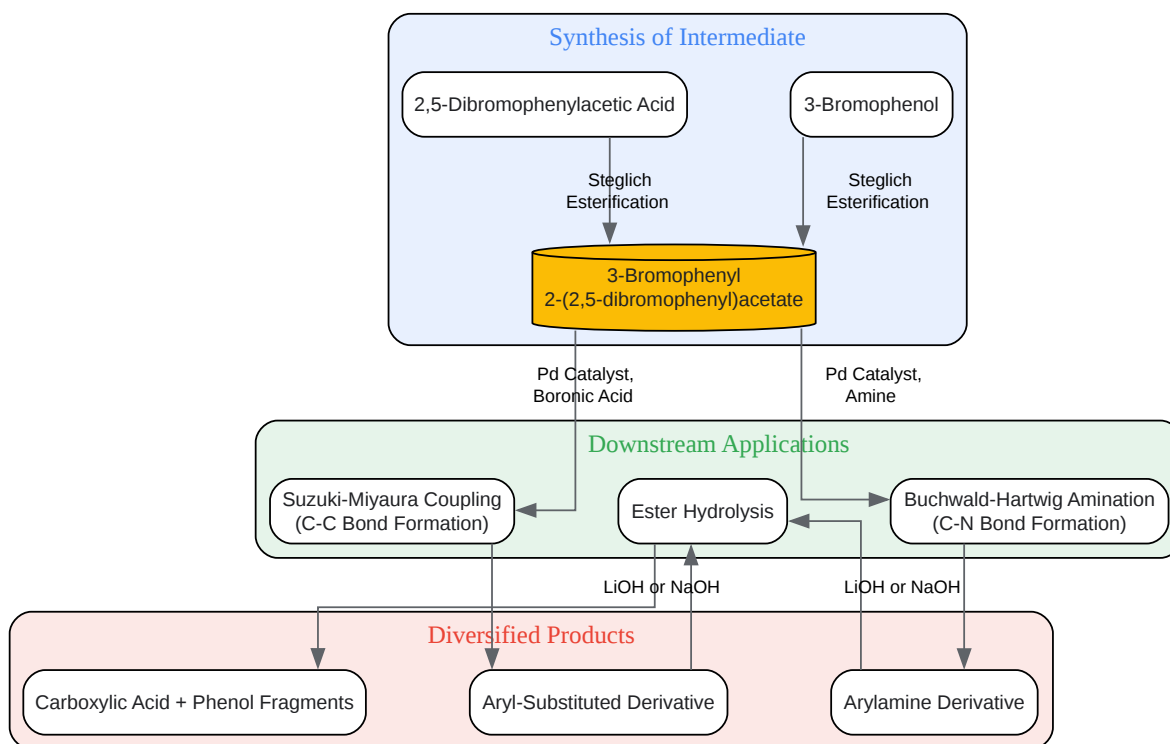 Synthesis of Intermediate
2,5-Dibromophenylacetic Acid
3-Bromophenol
Steglich
Esterification
Steglich
Esterification
3-Bromophenyl
2-(2,5-dibromophenyl)acetate
Pd Catalyst,
Boronic Acid
Pd Catalyst,
Amine
Downstream Applications
Suzuki-Miyaura Coupling
(C-C Bond Formation)
Ester Hydrolysis
Buchwald-Hartwig Amination
(C-N Bond Formation)
LiOH or NaOH
LiOH or NaOH
Diversified Products
Carboxylic Acid + Phenol Fragments
Aryl-Substituted Derivative
Arylamine Derivative